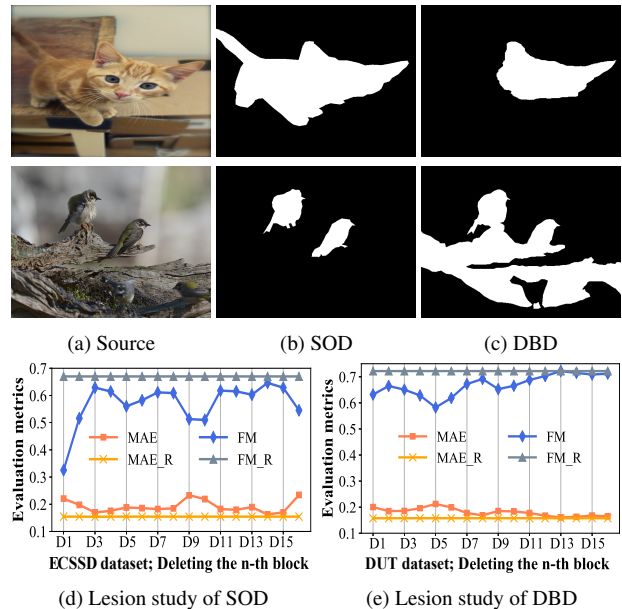 (a) Source
(b) SOD
(c) DBD
0.7
0.6
0.5
0.4
0.3
0.2
0.1
Evaluation metrics
MAE
MAE_R
FM
FM_R
D1 D3 D5 D7 D9 D11 D13 D15
ECSSD dataset; Deleting the n-th block
(d) Lesion study of SOD
0.7
0.6
0.5
0.4
0.3
0.2
0.1
Evaluation metrics
MAE
MAE_R
FM
FM_R
D1 D3 D5 D7 D9 D11 D13 D15
DUT dataset; Deleting the n-th block
(e) Lesion study of DBD